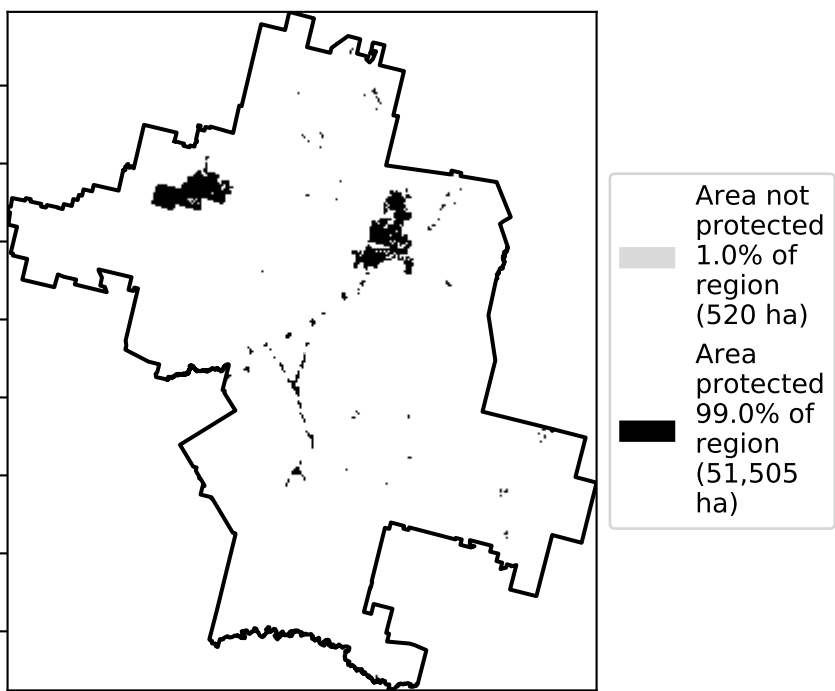 Area not
protected
1.0% of
region
(520 ha)
Area
protected
99.0% of
region
(51,505
ha)